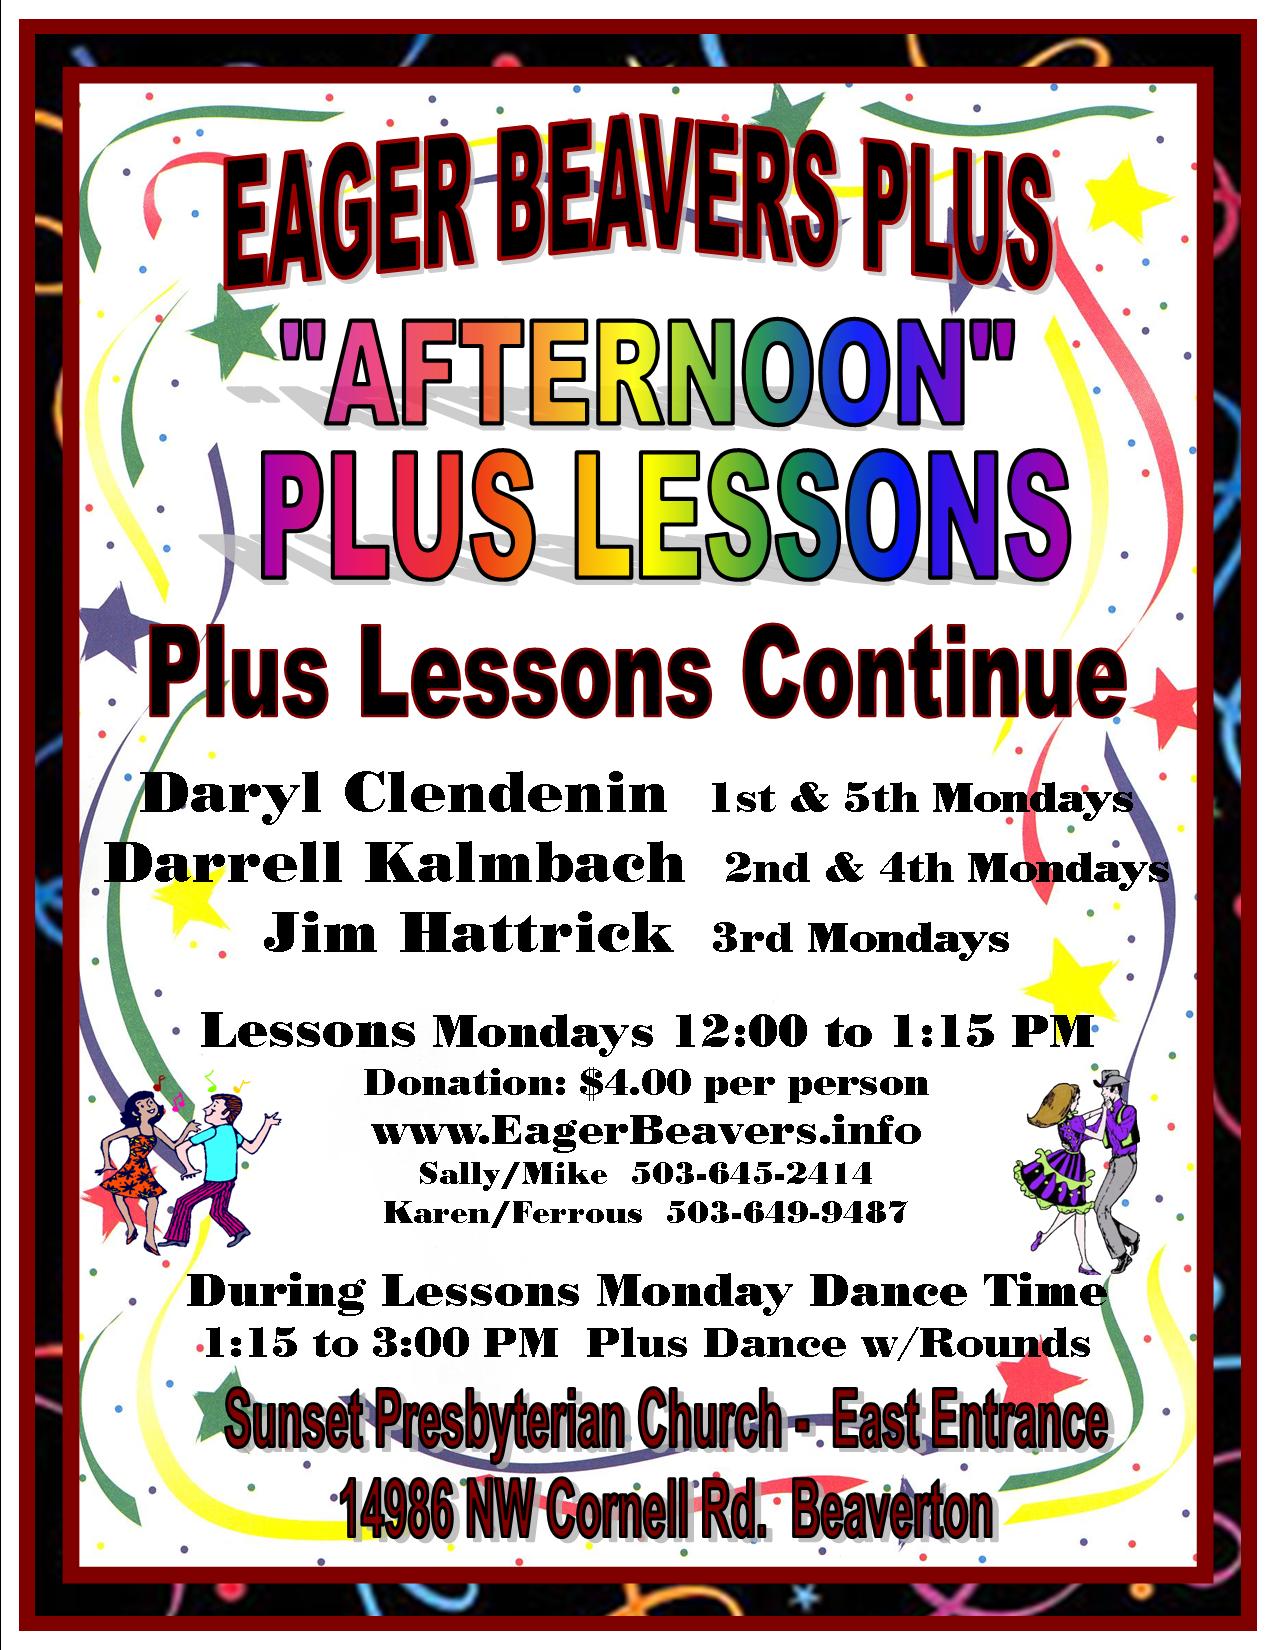 EAGER BEAVERS PLUS
"AFTERNOON"
PLUS LESSONS
Plus Lessons Continue
Daryl Clendenin 1st & 5th Mondays
Darrell Kalmbach 2nd & 4th Mondays
Jim Hattrick 3rd Mondays
Lessons Mondays 12:00 to 1:15 PM
Donation: $4.00 per person
www.EagerBeavers.info
Sally/Mike 503-645-2414
Karen/Ferrous 503-649-9487
During Lessons Monday Dance Time
1:15 to 3:00 PM Plus Dance w/Rounds
Sunset Presbyterian Church - East Entrance
14986 NW Cornell Rd. Beaverton